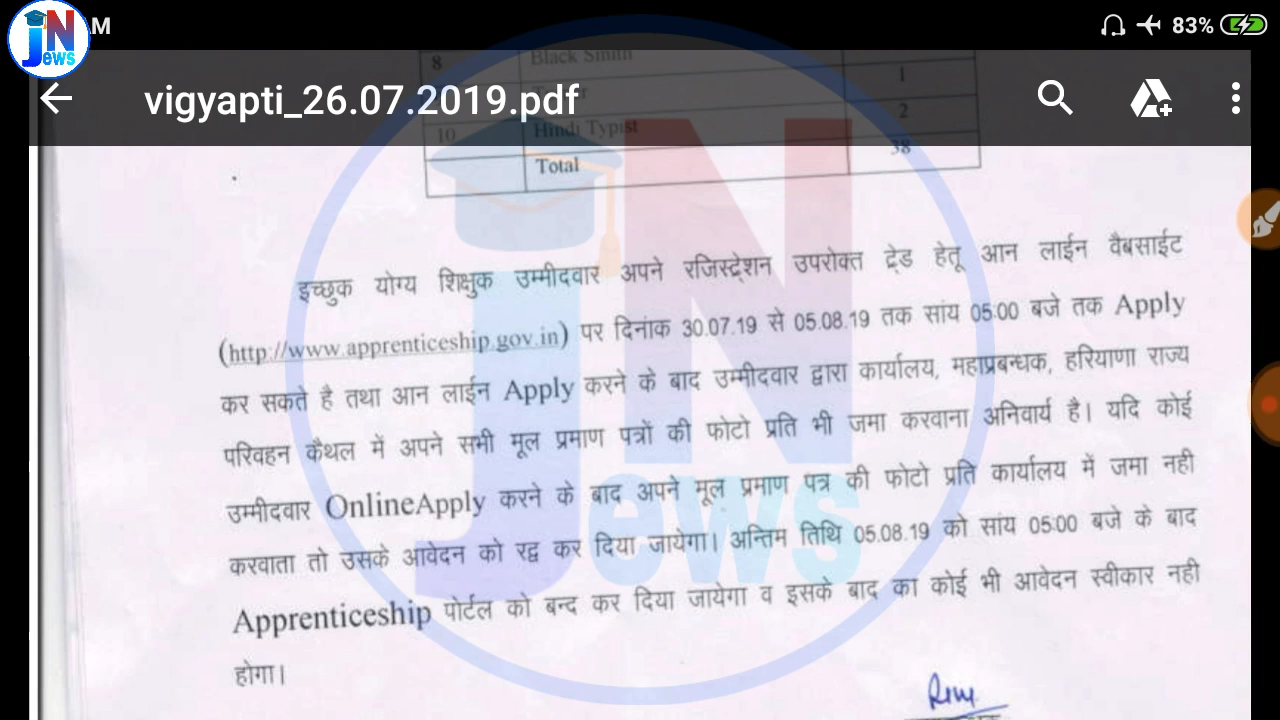 JN ews
AM
83%
vigyapti_26.07.2019.pdf
8 Black Smith
1
10 Hindi Typist 2
Total 38
इच्छुक योग्य शिक्षुक उम्मीदवार अपने रजिस्ट्रेशन उपरोक्त ट्रेड हेतू आन लाईन वैबसाईट
(http://www.apprenticeship.gov.in) पर दिनांक 30.07.19 से 05.08.19 तक सांय 05:00 बजे तक Apply
कर सकते है तथा आन लाईन Apply करने के बाद उम्मीदवार द्वारा कार्यालय, महाप्रबन्धक, हरियाणा राज्य
परिवहन कैथल में अपने सभी मूल प्रमाण पत्रों की फोटो प्रति भी जमा करवाना अनिवार्य है। यदि कोई
उम्मीदवार OnlineApply करने के बाद अपने मूल प्रमाण पत्र की फोटो प्रति कार्यालय में जमा नही
करवाता तो उसके आवेदन को रद्व कर दिया जायेगा। अन्तिम तिथि 05.08.19 को सांय 05:00 बजे के बाद
Apprenticeship पोर्टल को बन्द कर दिया जायेगा व इसके बाद का कोई भी आवेदन स्वीकार नही
होगा।